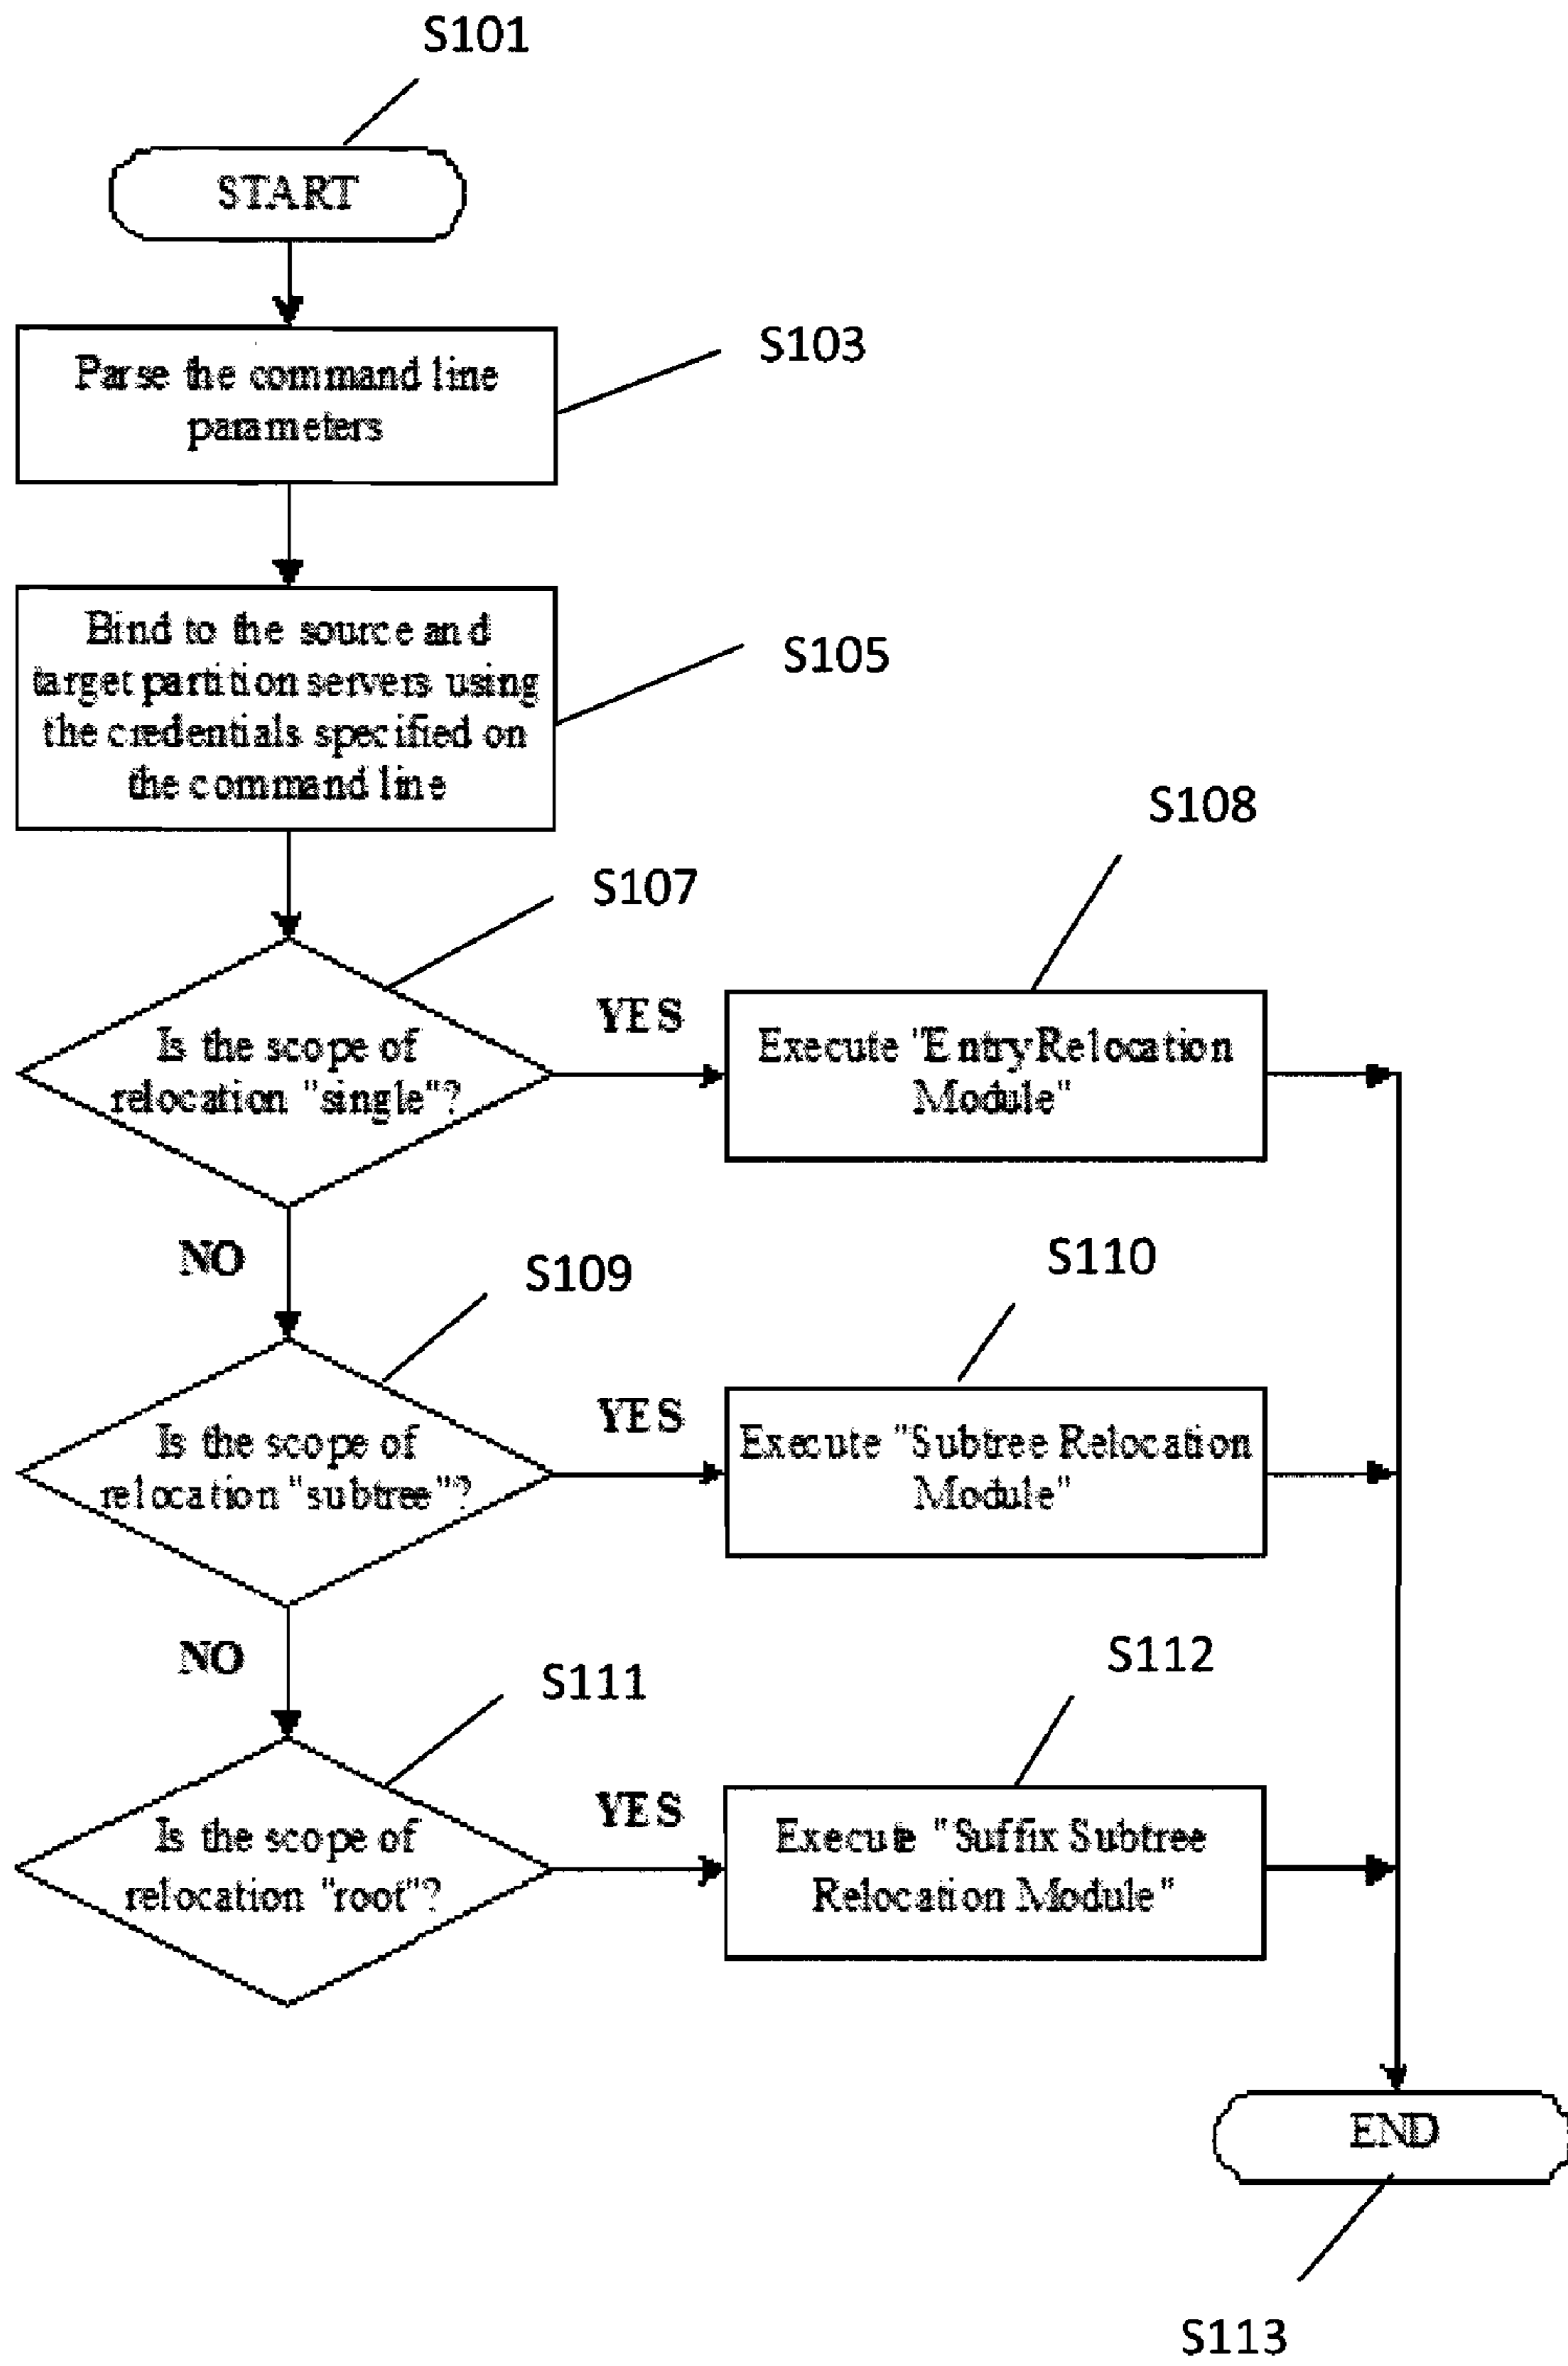 S101
START
Parse the command line
parameters
S103
Bind to the source and
target partition servers using
the credentials specified on
the command line
S105
S107
Is the scope of
relocation "single"?
YES
S108
Execute "Entry Relocation
Module"
NO
S109
Is the scope of
relocation "subtree"?
YES
S110
Execute "Subtree Relocation
Module"
NO
S111
Is the scope of
relocation "root"?
YES
S112
Execute "Suffix Subtree
Relocation Module"
END
S113